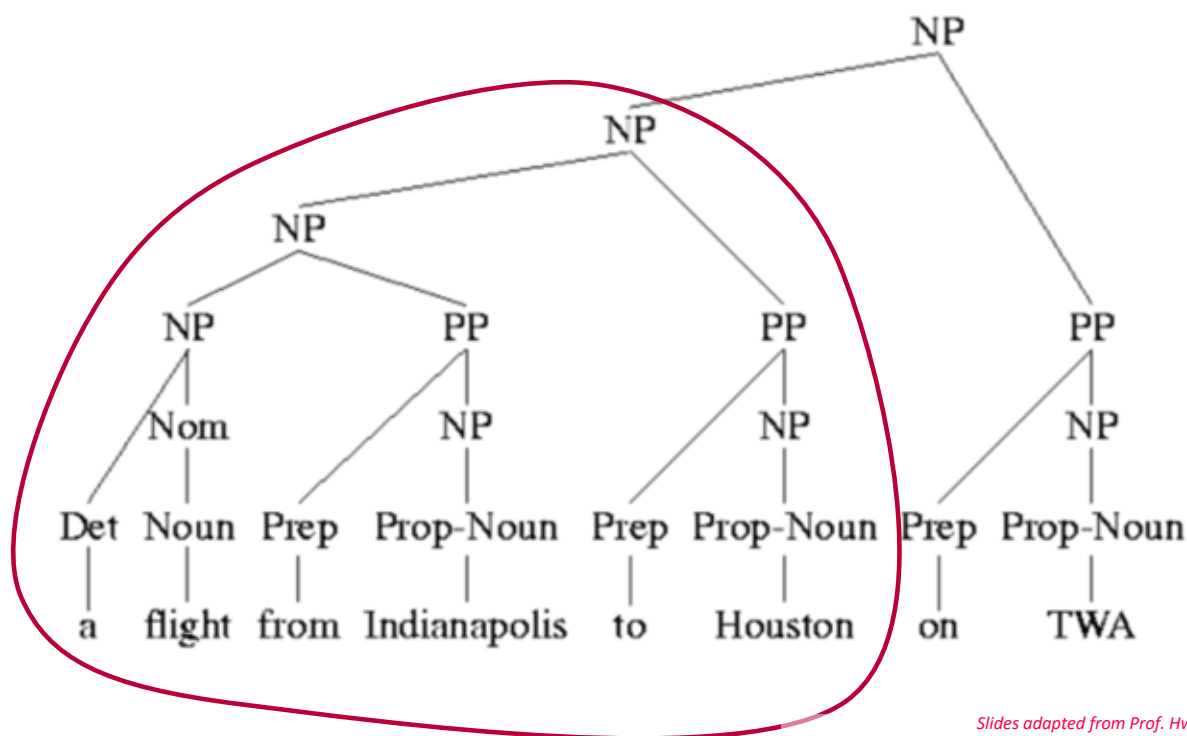 NP
NP
NP
NP PP PP PP
Nom NP NP NP
Det Noun Prep Prop-Noun Prep Prop-Noun Prep Prop-Noun
a flight from Indianapolis to Houston on TWA
Slides adapted from Prof.